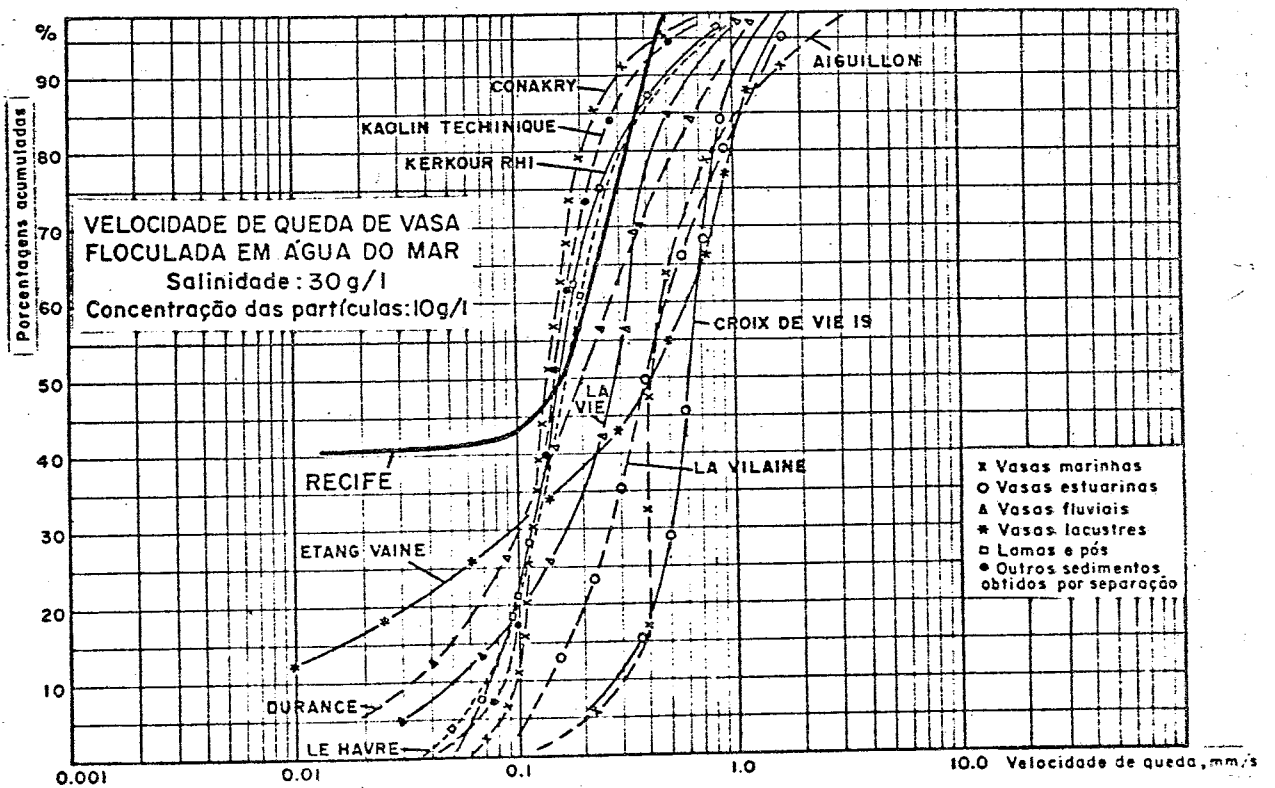 %
90
80
70
60
50
40
30
20
10
Porcentagens acumuladas
CONAKRY
KAOLIN TECHINIQUE
KERKOUR RHI
AIGUILLON
VELOCIDADE DE QUEDA DE VASA
FLOCULADA EM ÁGUA DO MAR
Salinidade: 30 g/l
Concentração das partículas: 10g/l
CROIX DE VIE 19
LA
VIE
LA VILAINE
RECIFE
ETANG VAINE
DURANCE
LE HAVRE
x Vasas marinhas
O Vasas estuarinas
Δ Vasas fluviais
* Vasas lacustres
□ Lamas e pós
● Outros sedimentos
obtidos por separação
0.001
0.01
0.1
1.0
10.0
Velocidade de queda, mm/s